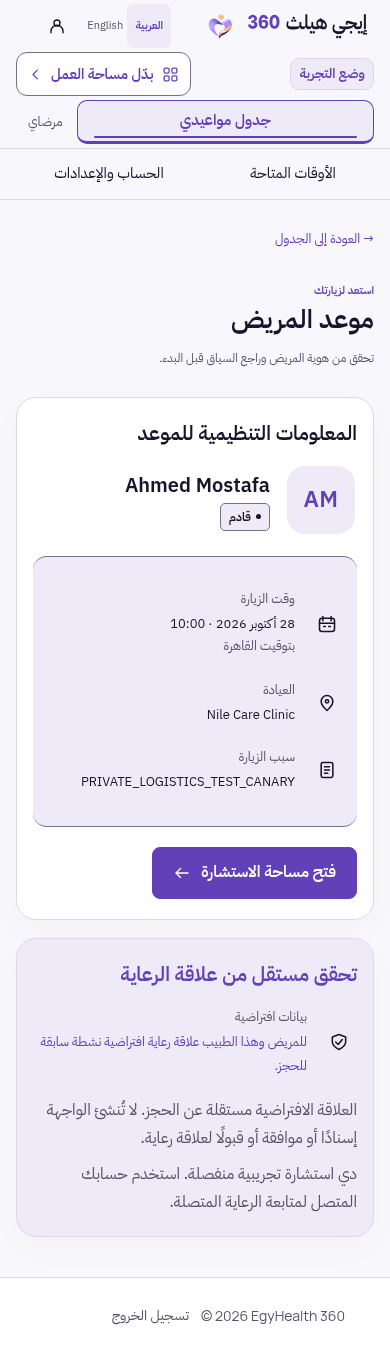 إيجي هيلث 360
العربية
English
وضع التجربة
بدّل مساحة العمل
جدول مواعيدي
مرضاي
الأوقات المتاحة
الحساب والإعدادات
→ العودة إلى الجدول
استعد لزيارتك
موعد المريض
تحقق من هوية المريض وراجع السياق قبل البدء.
المعلومات التنظيمية للموعد
AM
Ahmed Mostafa
• قادم
وقت الزيارة
28 أكتوبر 2026 · 10:00
بتوقيت القاهرة
العيادة
Nile Care Clinic
سبب الزيارة
PRIVATE_LOGISTICS_TEST_CANARY
فتح مساحة الاستشارة
تحقق مستقل من علاقة الرعاية
بيانات افتراضية
للمريض وهذا الطبيب علاقة رعاية افتراضية نشطة سابقة
للحجز.
العلاقة الافتراضية مستقلة عن الحجز. لا تُنشئ الواجهة
إسنادًا أو موافقة أو قبولًا لعلاقة رعاية.
دي استشارة تجريبية منفصلة. استخدم حسابك
المتصل لمتابعة الرعاية المتصلة.
© 2026 EgyHealth 360
تسجيل الخروج